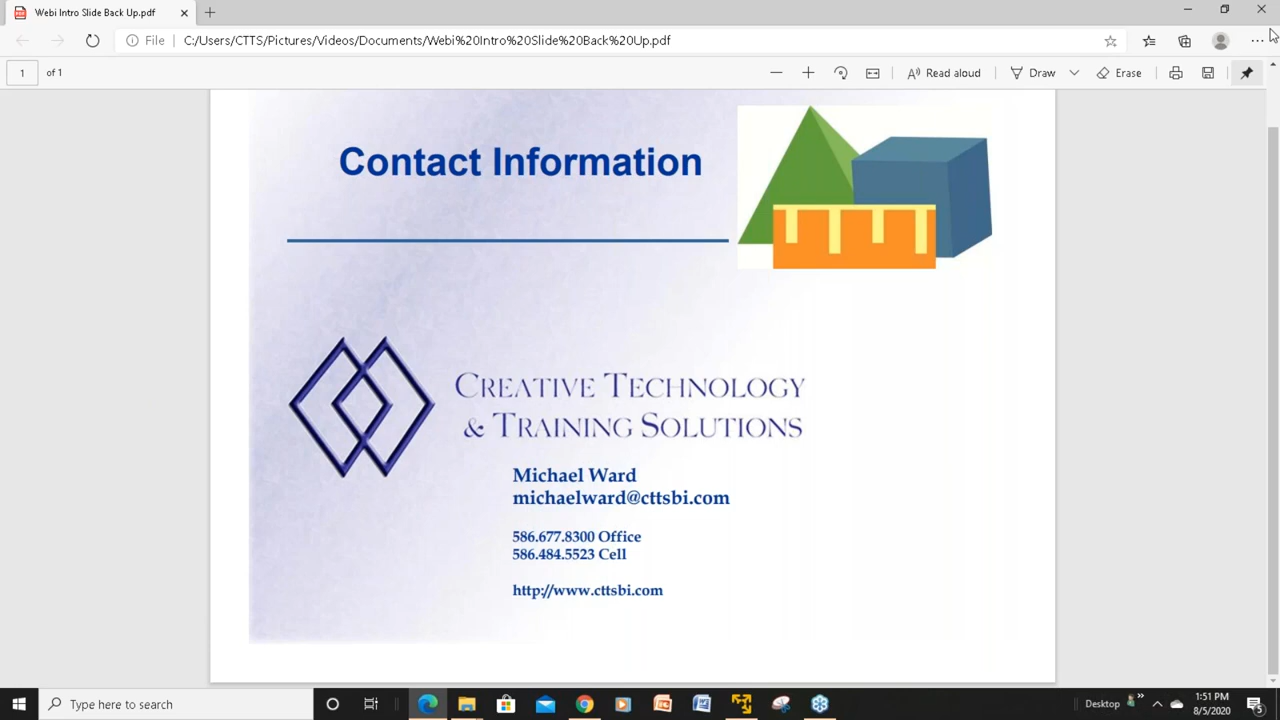 Webi Intro Slide Back Up.pdf
File C:/Users/CTTS/Pictures/Videos/Documents/Webi%20Intro%20Slide%20Back%20Up.pdf
1 of 1 Read aloud Draw Erase
Contact Information
CREATIVE TECHNOLOGY
& TRAINING SOLUTIONS
Michael Ward
michaelward@cttsbi.com
586.677.8300 Office
586.484.5523 Cell
http://www.cttsbi.com
Type here to search Desktop 1:51 PM
8/5/2020